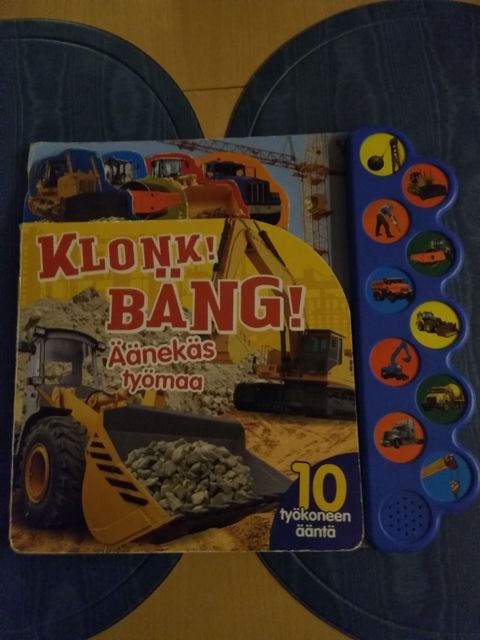 KLONK!
BÄNG!
Äänekäs
työmaa
10
työkoneen
ääntä